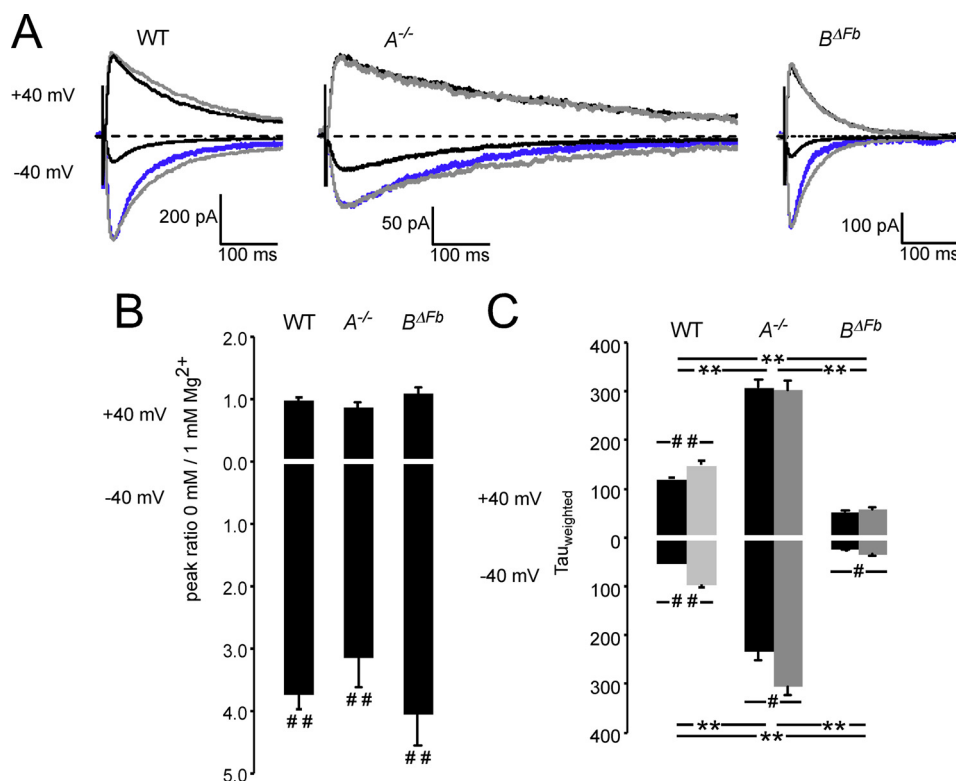 A
WT
A-/-
BΔFb
+40 mV
-40 mV
200 pA
100 ms
50 pA
100 ms
100 pA
100 ms
B
WT
A-/-
BΔFb
peak ratio 0 mM / 1 mM Mg2+
+40 mV
-40 mV
2.0
1.0
0.0
1.0
2.0
3.0
4.0
5.0
##
##
##
C
WT
A-/-
BΔFb
Tauweighted
+40 mV
-40 mV
400
300
200
100
0
100
200
300
400
**
** **
##
##
#
#
** **
**